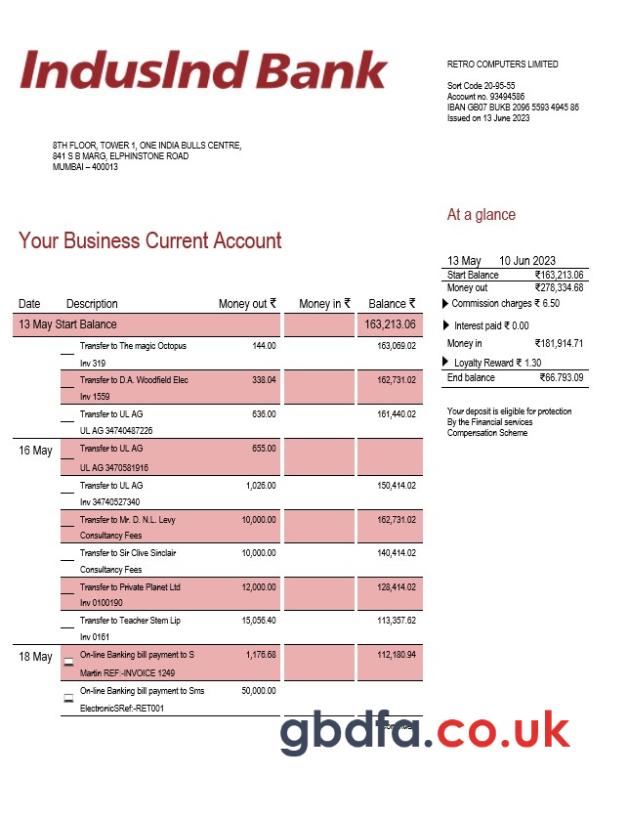 IndusInd Bank
RETRO COMPUTERS LIMITED
Sort Code 20-95-55
Account no. 93494586
IBAN GB07 BUKB 2096 5593 4945 86
Issued on 13 June 2023
8TH FLOOR, TOWER 1, ONE INDIA BULLS CENTRE,
841 S B MARG, ELPHINSTONE ROAD
MUMBAI – 400013
At a glance
Your Business Current Account
13 May 10 Jun 2023
Start Balance ₹163,213.06
Money out ₹278,334.68
Commission charges ₹ 6.50
Interest paid ₹ 0.00
Money in ₹181,914.71
Loyalty Reward ₹ 1.30
End balance ₹66.793.09
Your deposit is eligible for protection
By the Financial services
Compensation Scheme
Date Description Money out ₹ Money in ₹ Balance ₹
13 May Start Balance 163,213.06
Transfer to The magic Octopus 144.00 163,069.02
Inv 319
Transfer to D.A. Woodfield Elec 338.04 162,731.02
Inv 1559
Transfer to UL AG 636.00 161,440.02
UL AG 34740487226
16 May Transfer to UL AG 655.00
UL AG 3470581916
Transfer to UL AG 1,026.00 150,414.02
Inv 34740527340
Transfer to Mr. D. N.L. Levy 10,000.00 162,731.02
Consultancy Fees
Transfer to Sir Clive Sinclair 10,000.00 140,414.02
Consultancy Fees
Transfer to Private Planet Ltd 12,000.00 128,414.02
Inv 0100190
Transfer to Teacher Stem Lip 15,056.40 113,357.62
Inv 0161
18 May On-line Banking bill payment to S 1,176.68 112,180.94
Martin REF:-INVOICE 1249
On-line Banking bill payment to Sms 50,000.00
ElectronicSRef:-RET001
gbdfa.co.uk